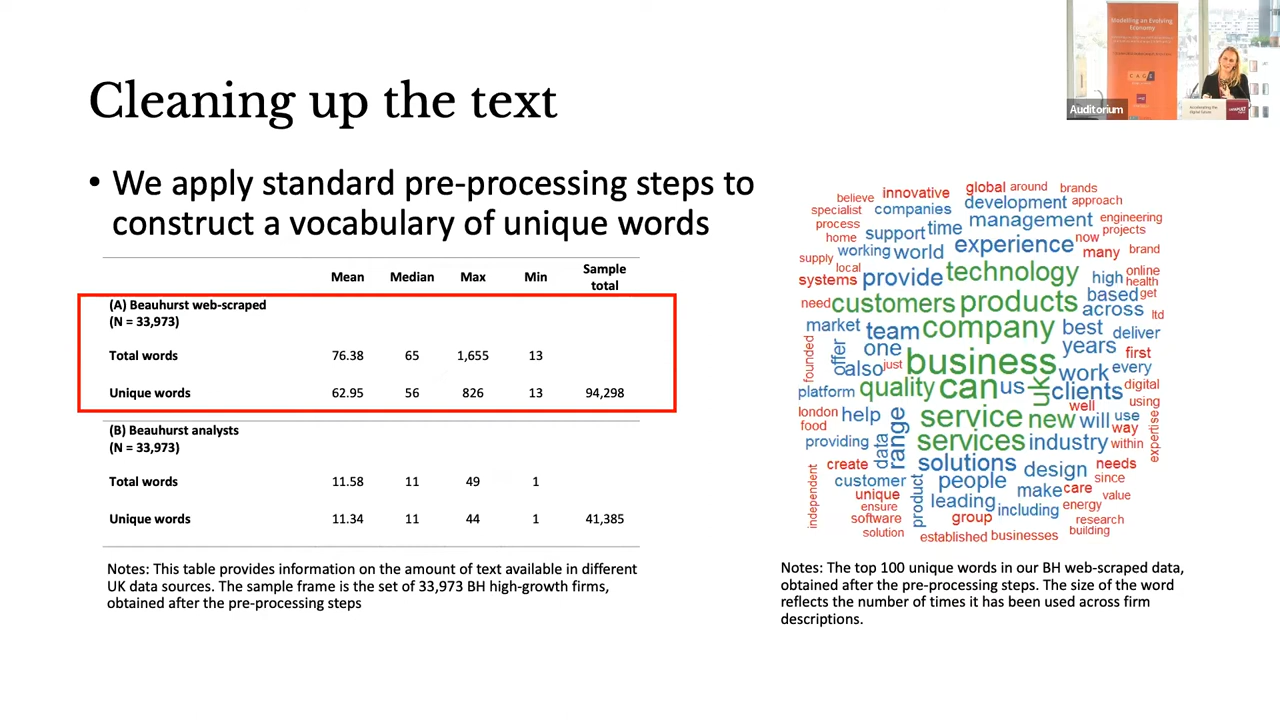 Modelling an Evolving
Economy
CAGE
Auditorium
Cleaning up the text
• We apply standard pre-processing steps to
construct a vocabulary of unique words
Mean Median Max Min Sample
total
(A) Beauhurst web-scraped
(N = 33,973)
Total words 76.38 65 1,655 13
Unique words 62.95 56 826 13 94,298
(B) Beauhurst analysts
(N = 33,973)
Total words 11.58 11 49 1
Unique words 11.34 11 44 1 41,385
Notes: This table provides information on the amount of text available in different
UK data sources. The sample frame is the set of 33,973 BH high-growth firms,
obtained after the pre-processing steps
believe innovative global around brands
specialist companies development approach
process support time management engineering
home working world experience now many projects
supply local brand
systems provide technology high online
health
need customers products based get
across ltd
market team company best deliver
founded offer one years first
also just business work every
platform quality can us uk clients digital
london help well using
food service new will use
way
providing data range services industry within expertise
create solutions design needs
customer people since
unique product make care value
independent ensure leading including energy
software group research
solution established businesses building
Notes: The top 100 unique words in our BH web-scraped data,
obtained after the pre-processing steps. The size of the word
reflects the number of times it has been used across firm
descriptions.